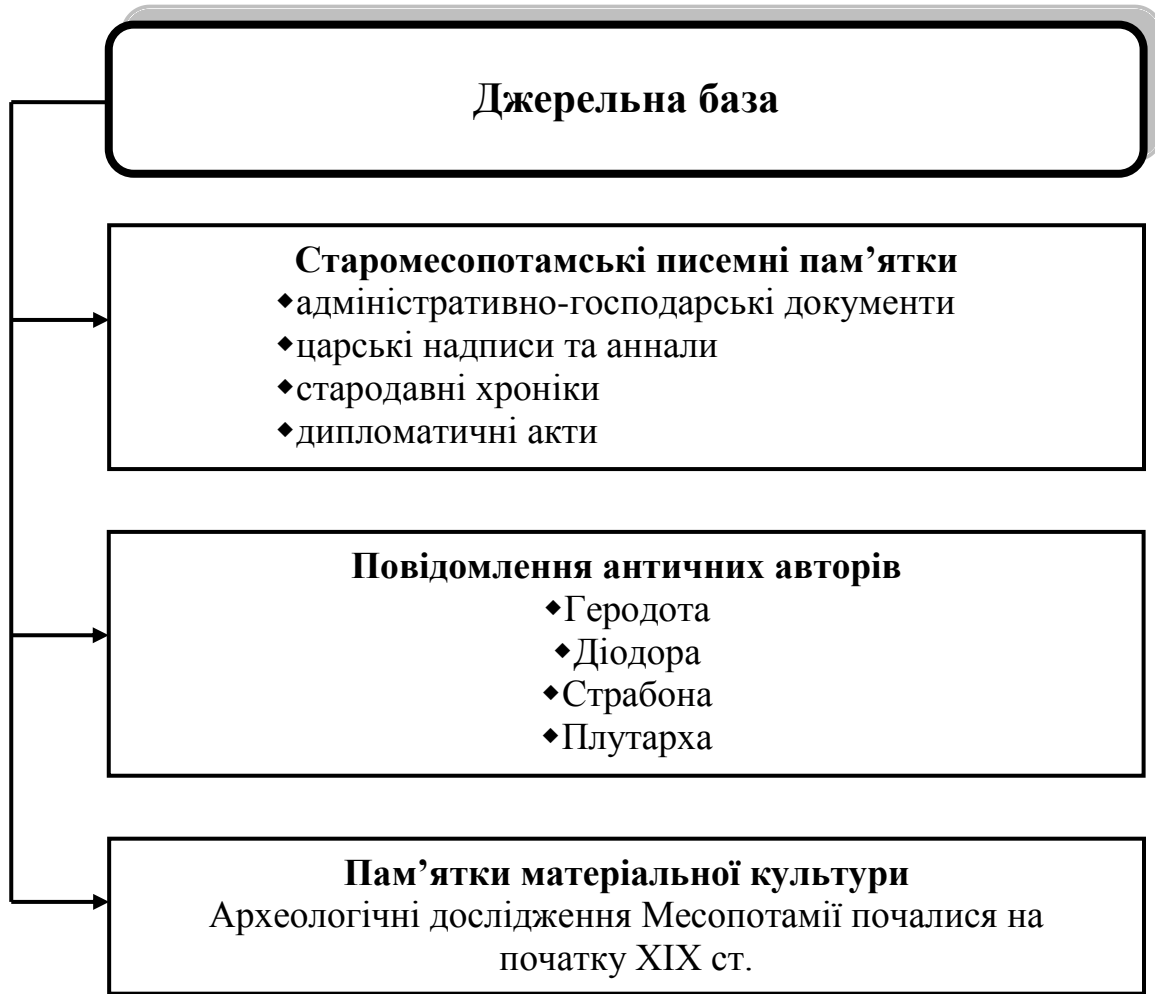 Джерельна база
Старомесопотамські писемні пам’ятки
◆адміністративно-господарські документи
◆царські надписи та аннали
◆стародавні хроніки
◆дипломатичні акти
Повідомлення античних авторів
◆Геродота
◆Діодора
◆Страбона
◆Плутарха
Пам’ятки матеріальної культури
Археологічні дослідження Месопотамії почалися на
початку XIX ст.